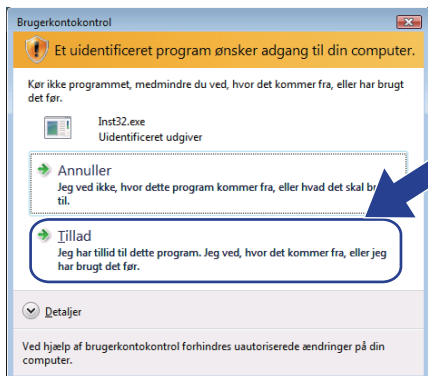 Brugerkontokontrol
Et uidentificeret program ønsker adgang til din computer.
Kør ikke programmet, medmindre du ved, hvor det kommer fra, eller har brugt
det før.
Inst32.exe
Uidentificeret udgiver
Annuller
Jeg ved ikke, hvor dette program kommer fra, eller hvad det skal
til.
Tillad
Jeg har tillid til dette program. Jeg ved, hvor det kommer fra, eller jeg
har brugt det før.
Detaljer
Ved hjælp af brugerkontokontrol forhindres uautoriserede ændringer på din
computer.